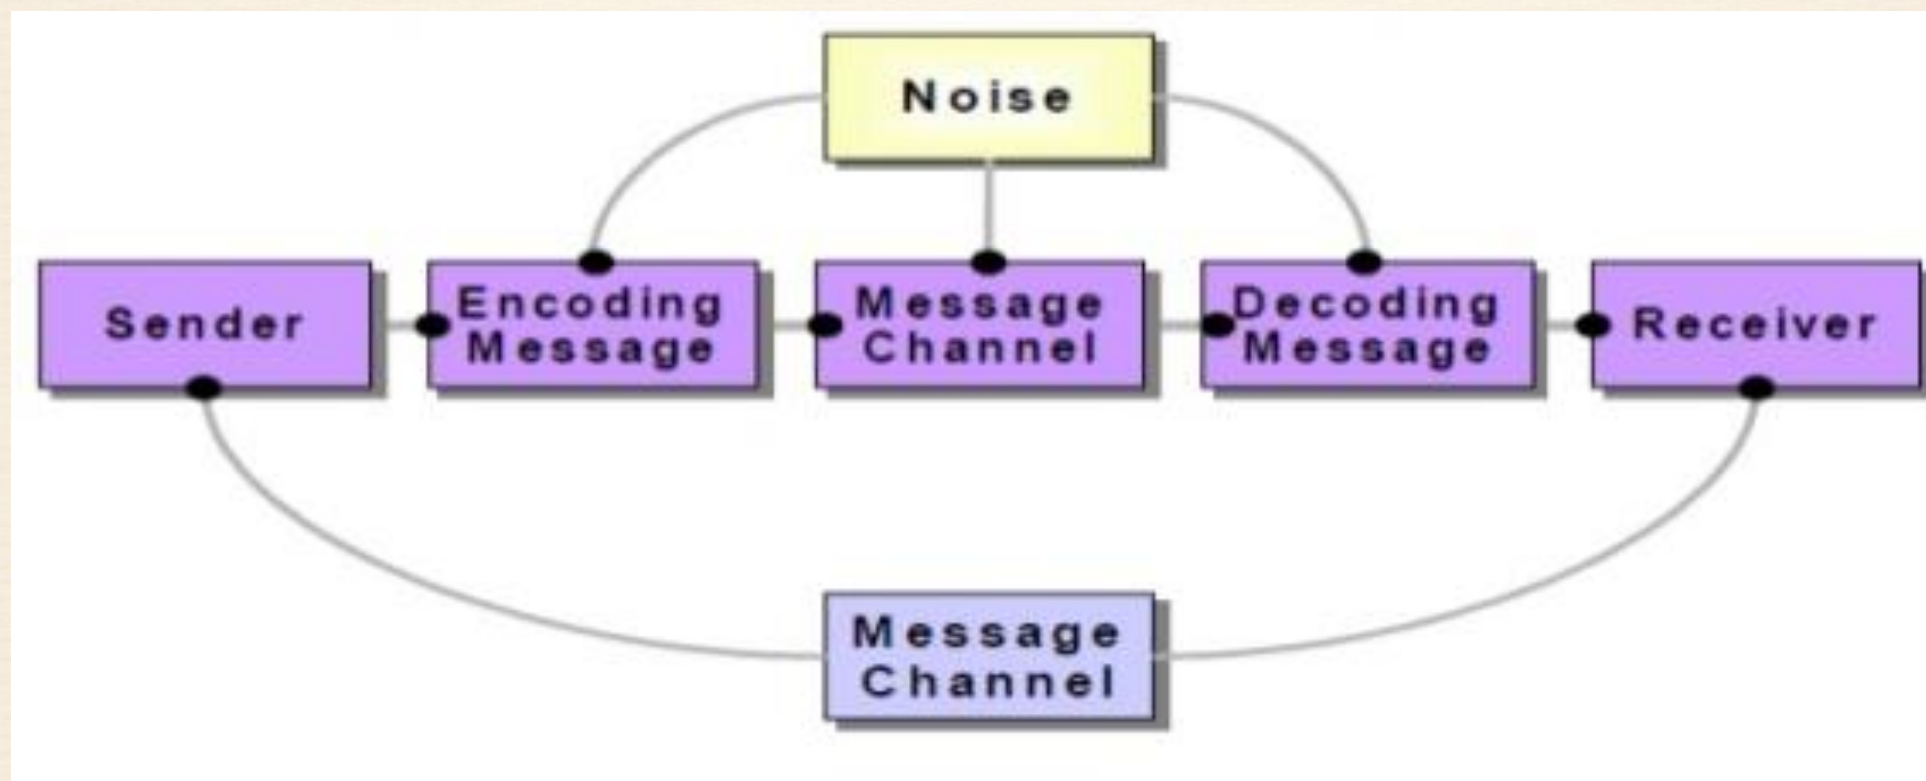 Noise
Sender
Encoding
Message
Message
Channel
Decoding
Message
Receiver
Message
Channel